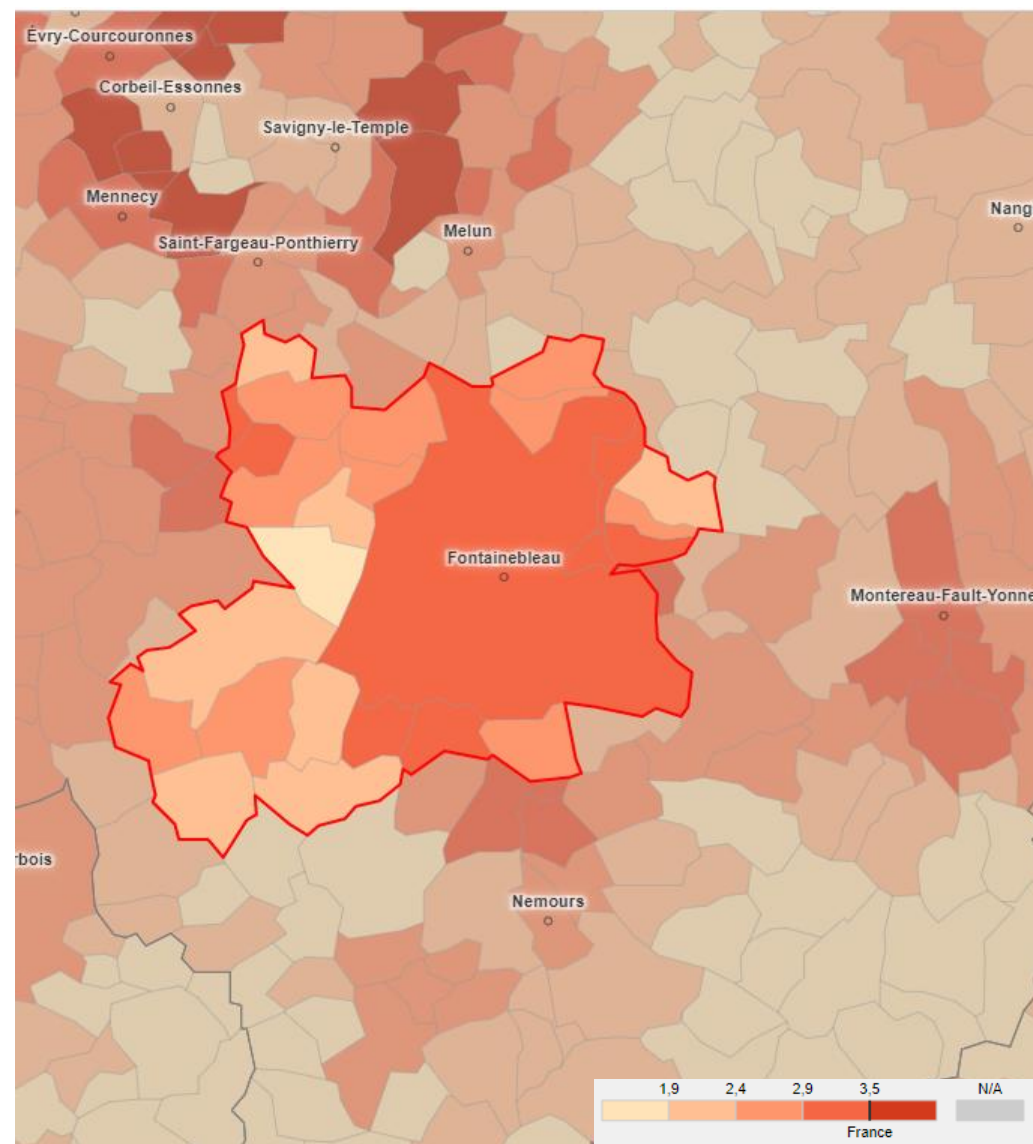 Évry-Courcouronnes
Corbeil-Essonnes
Savigny-le-Temple
Mennecy
Nang
Melun
Saint-Fargeau-Ponthierry
Fontainebleau
Montereau-Fault-Yonne
rbois
Nemours
1,9 2,4 2,9 3,5 N/A
France